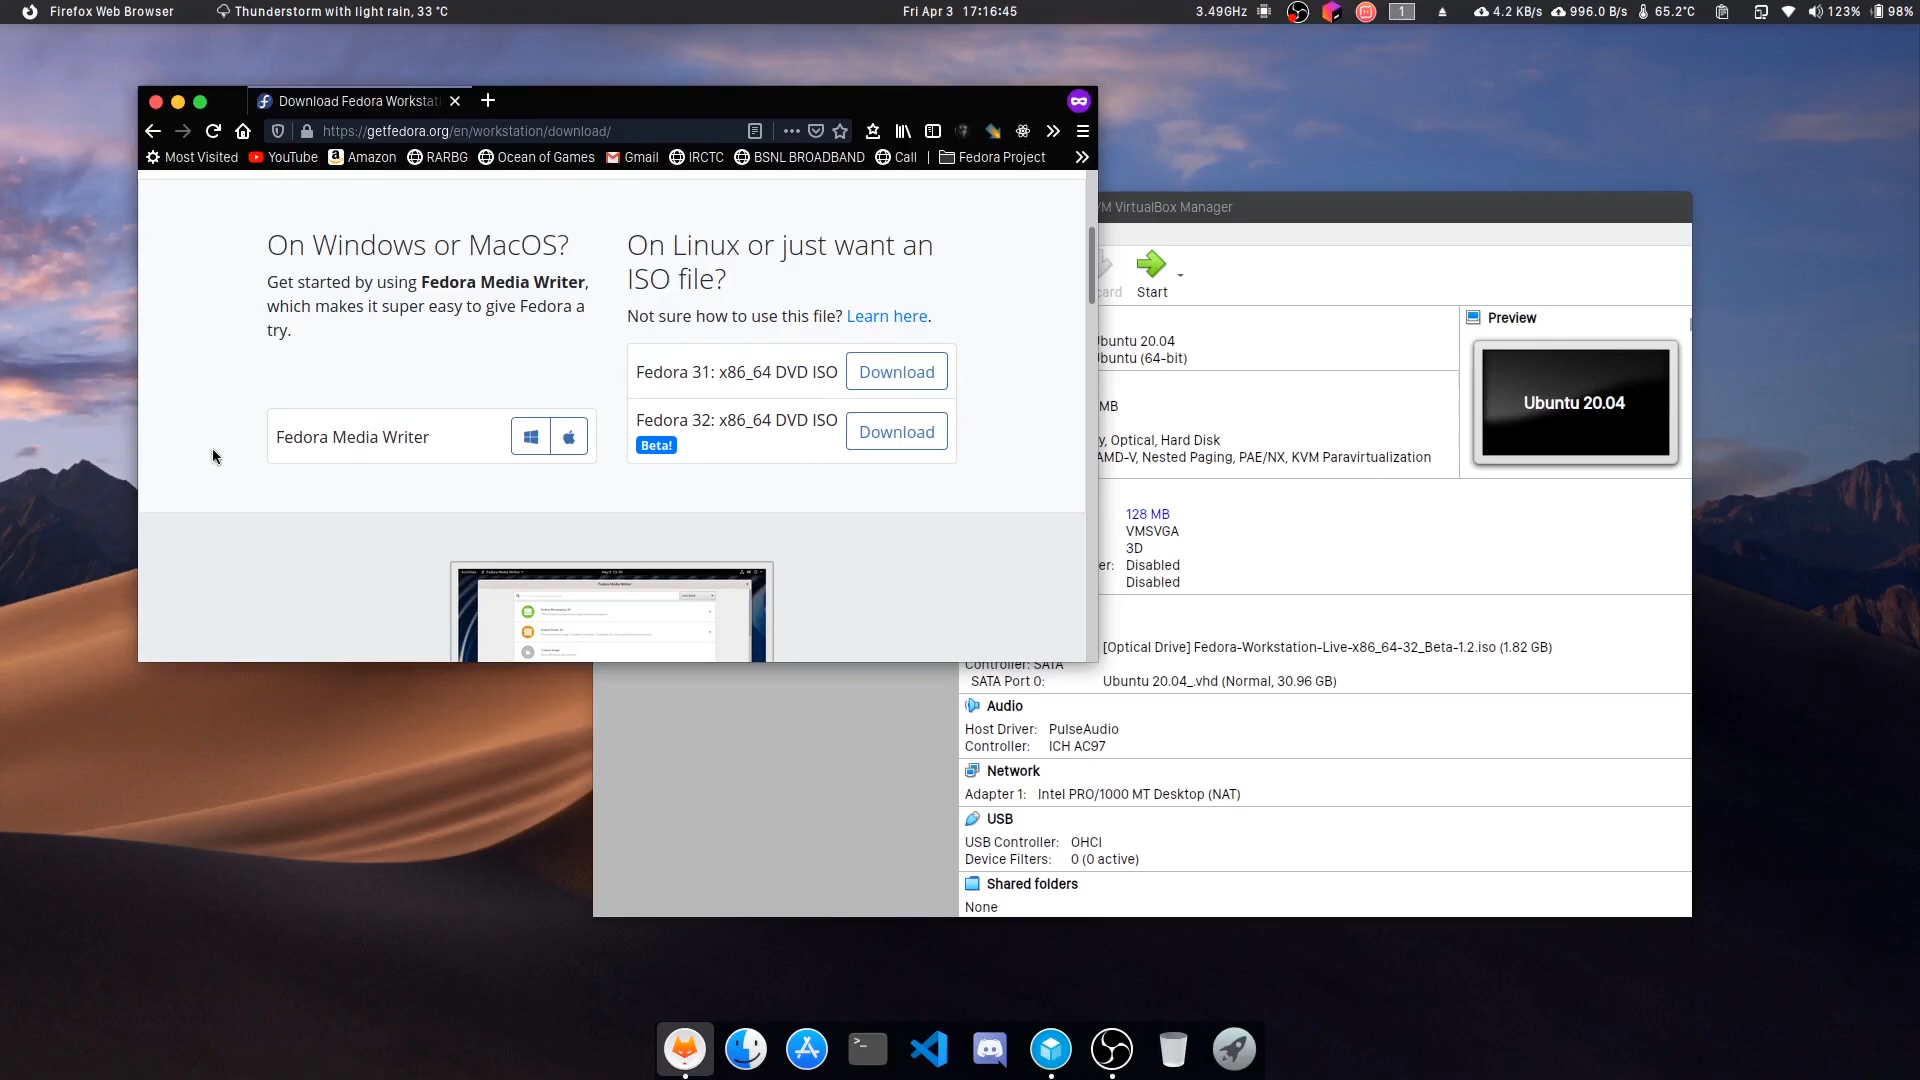 Firefox Web Browser
Thunderstorm with light rain, 33 °C
Fri Apr 3 17:16:45
3.49GHz
1
4.2 KB/s
996.0 B/s
65.2°C
123%
98%
Download Fedora Workstati
https://getfedora.org/en/workstation/download/
Most Visited
YouTube
Amazon
RARBG
Ocean of Games
Gmail
IRCTC
BSNL BROADBAND
Call
Fedora Project
On Windows or MacOS?
Get started by using Fedora Media Writer,
which makes it super easy to give Fedora a
try.
Fedora Media Writer
On Linux or just want an
ISO file?
Not sure how to use this file? Learn here.
Fedora 31: x86_64 DVD ISO
Download
Fedora 32: x86_64 DVD ISO
Beta!
Download
VM VirtualBox Manager
Start
Preview
Ubuntu 20.04
Ubuntu 20.04
Ubuntu (64-bit)
MB
y, Optical, Hard Disk
AMD-V, Nested Paging, PAE/NX, KVM Paravirtualization
128 MB
VMSVGA
3D
er: Disabled
Disabled
[Optical Drive] Fedora-Workstation-Live-x86_64-32_Beta-1.2.iso (1.82 GB)
Controller: SATA
SATA Port 0: Ubuntu 20.04_.vhd (Normal, 30.96 GB)
Audio
Host Driver: PulseAudio
Controller: ICH AC97
Network
Adapter 1: Intel PRO/1000 MT Desktop (NAT)
USB
USB Controller: OHCI
Device Filters: 0 (0 active)
Shared folders
None